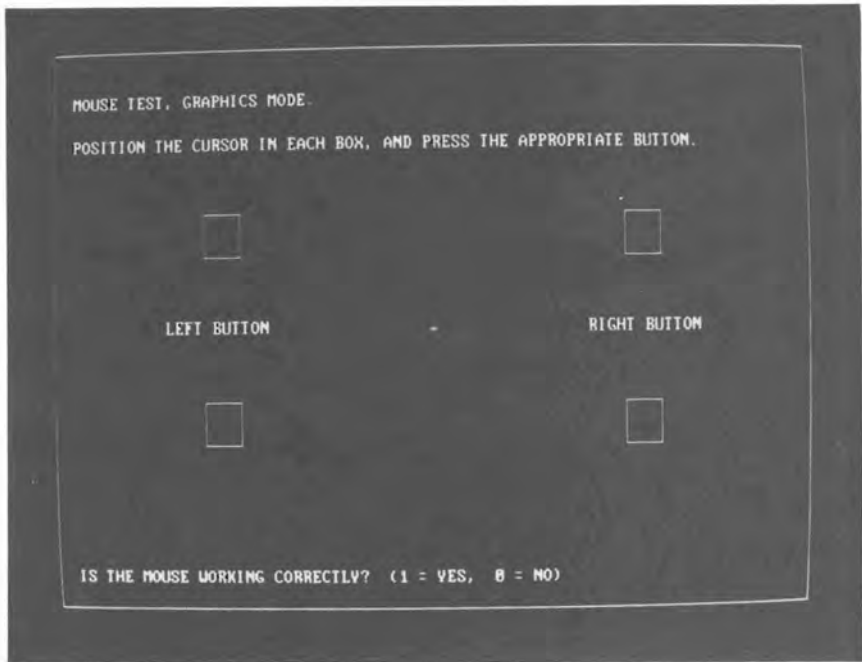 MOUSE TEST, GRAPHICS MODE.
POSITION THE CURSOR IN EACH BOX, AND PRESS THE APPROPRIATE BUTTON.
LEFT BUTTON
RIGHT BUTTON
IS THE MOUSE WORKING CORRECTLY? (1 = YES, 0 = NO)